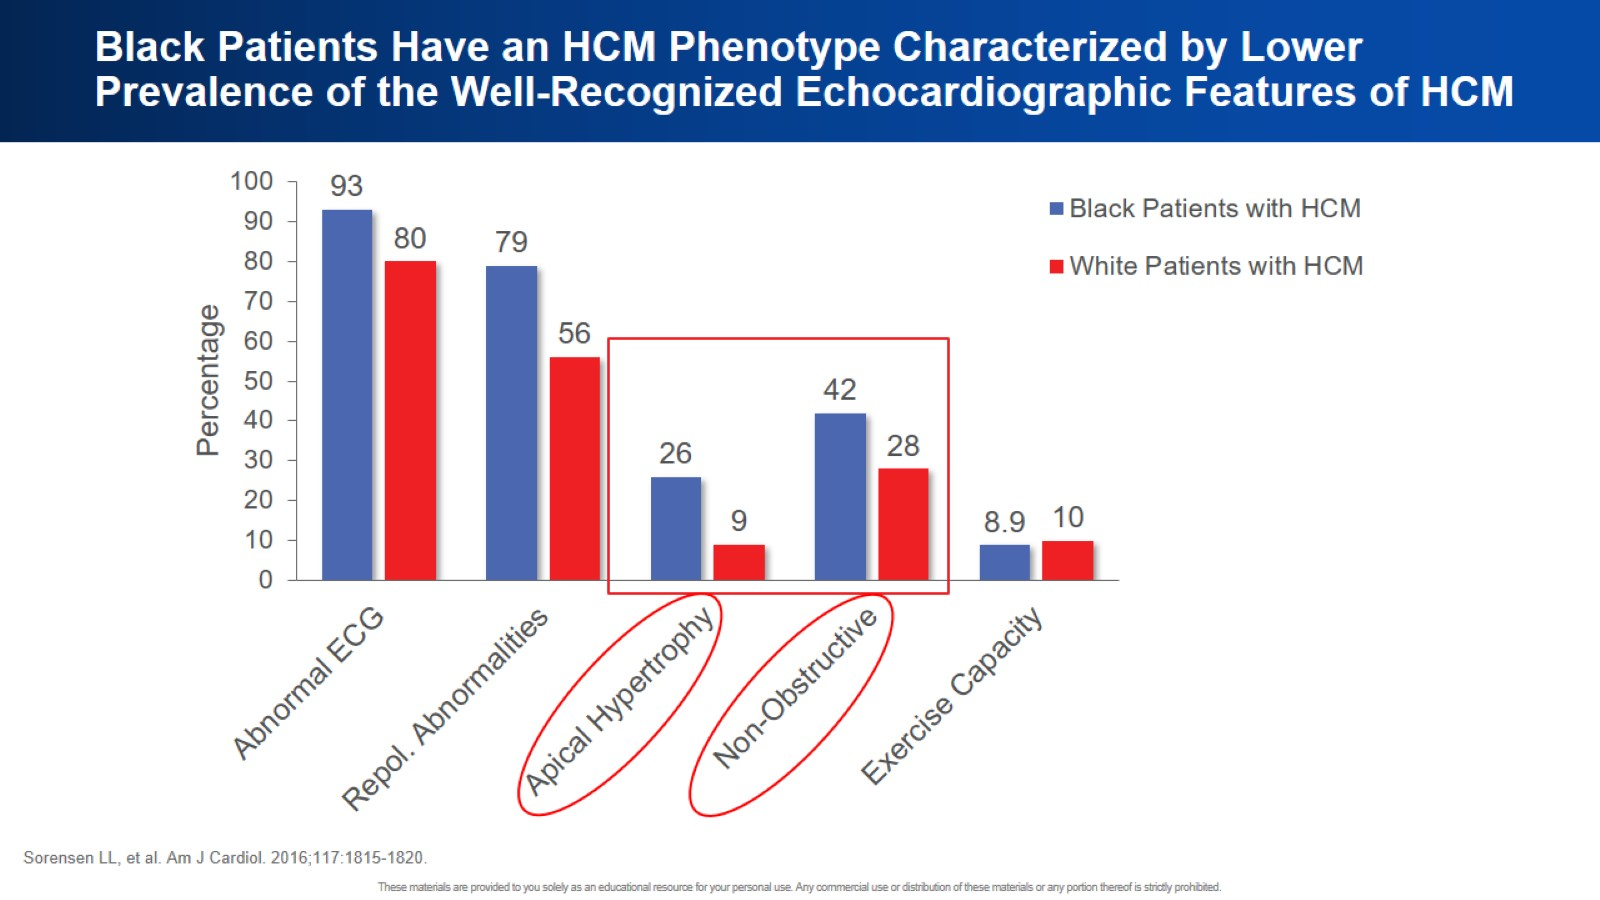 Black Patients Have an HCM Phenotype Characterized by Lower
Prevalence of the Well-Recognized Echocardiographic Features of HCM
Percentage
100
90
80
70
60
50
40
30
20
10
0
93
80
79
56
26
9
42
28
8.9
10
Abnormal ECG
Repol. Abnormalities
Apical Hypertrophy
Non-Obstructive
Exercise Capacity
Black Patients with HCM
White Patients with HCM
Sorensen LL, et al. Am J Cardiol. 2016;117:1815-1820.
These materials are provided to you solely as an educational resource for your personal use. Any commercial use or distribution of these materials or any portion thereof is strictly prohibited.